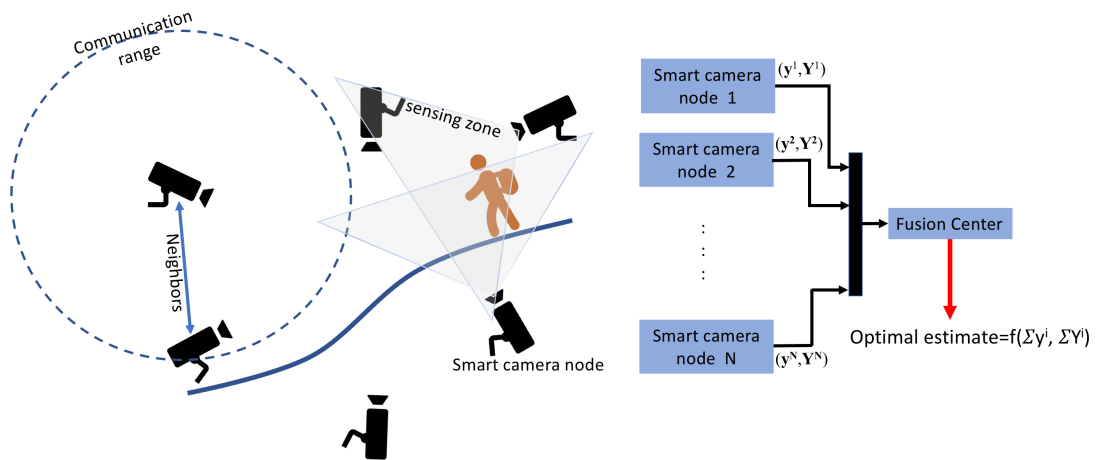 Communication
range
sensing zone
Neighbors
Smart camera node
Smart camera
node 1
(y¹,Y¹)
Smart camera
node 2
(y²,Y²)
:
:
:
Smart camera
node N
(yᴺ,Yᴺ)
Fusion Center
Optimal estimate=f(Σyⁱ, ΣYⁱ)